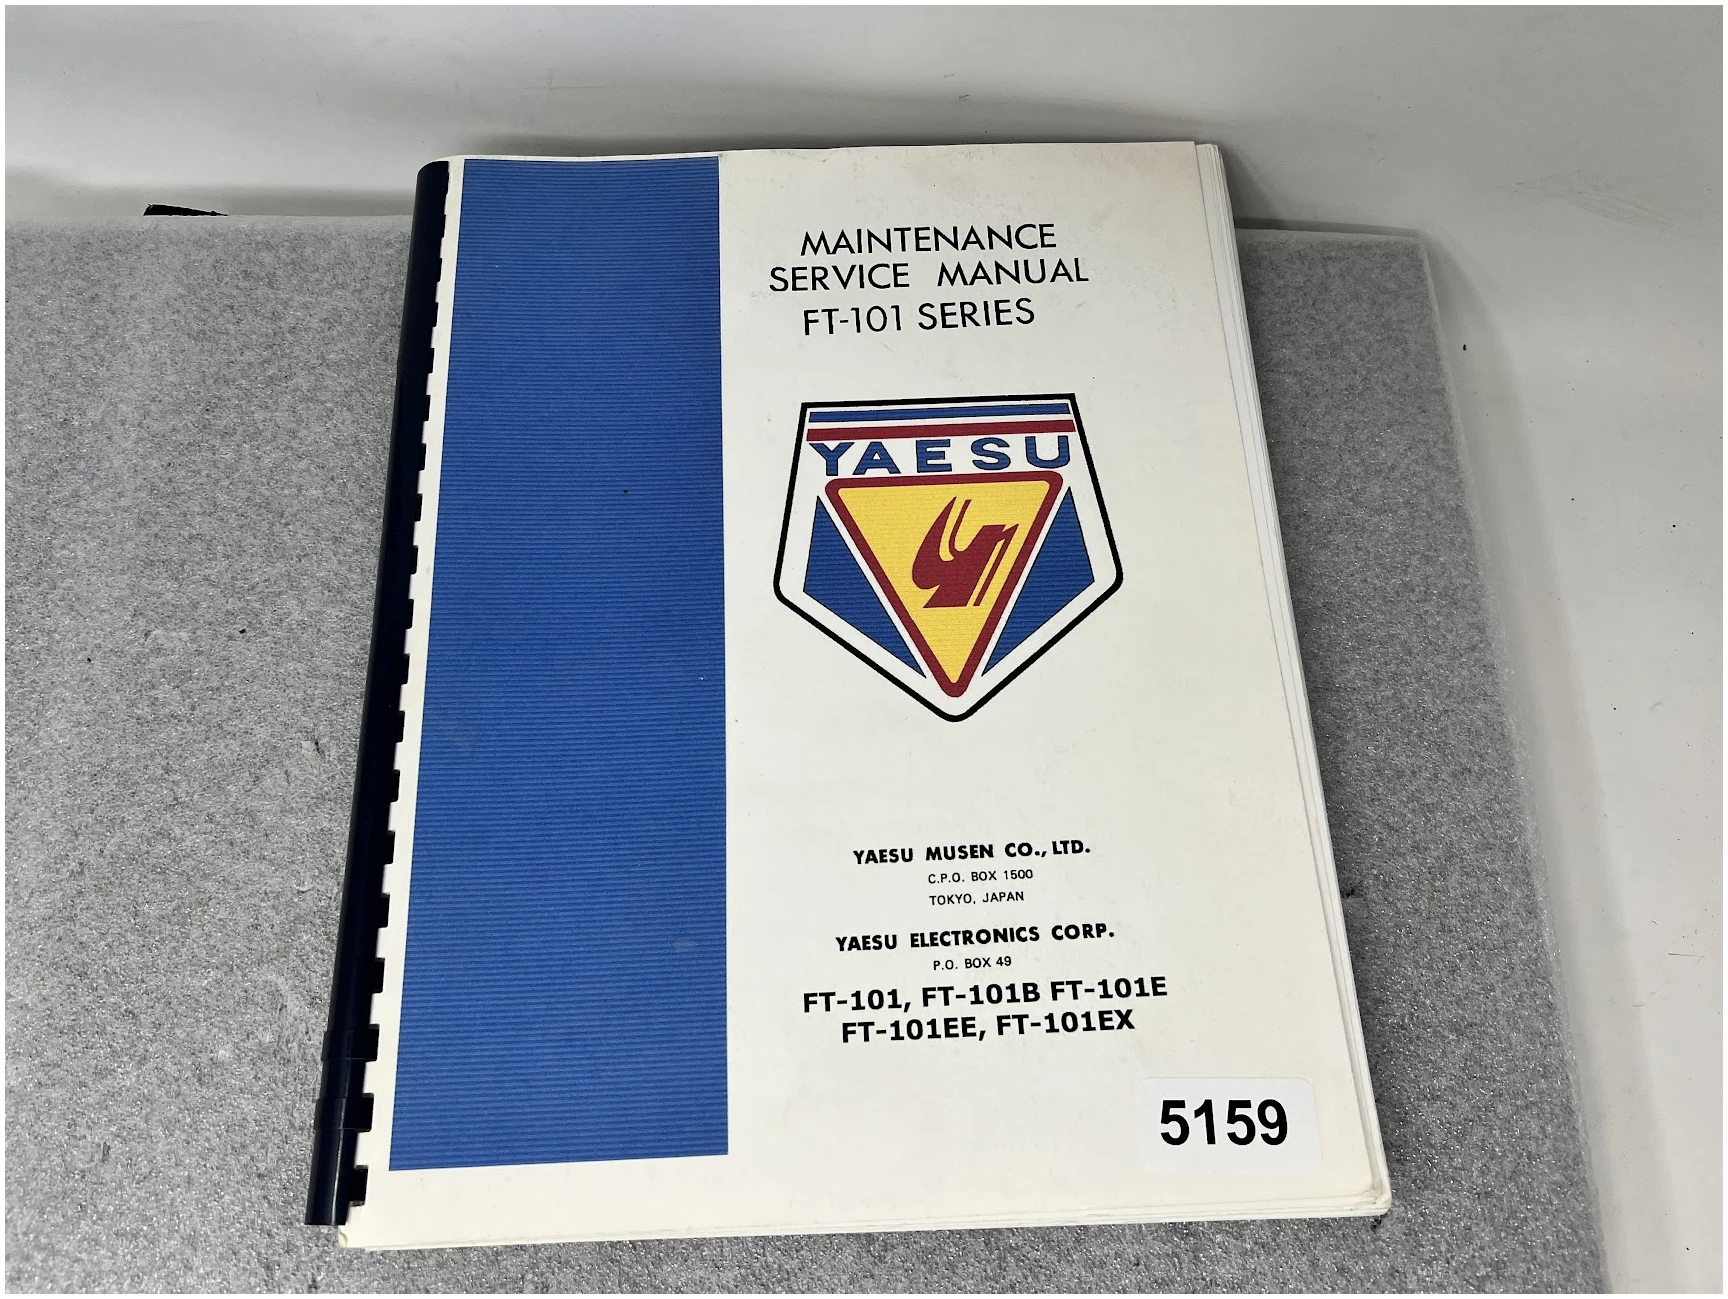 MAINTENANCE
SERVICE MANUAL
FT-101 SERIES
YAESU
YAESU MUSEN CO., LTD.
C.P.O. BOX 1500
TOKYO, JAPAN
YAESU ELECTRONICS CORP.
P.O. BOX 49
FT-101, FT-101B FT-101E
FT-101EE, FT-101EX
5159